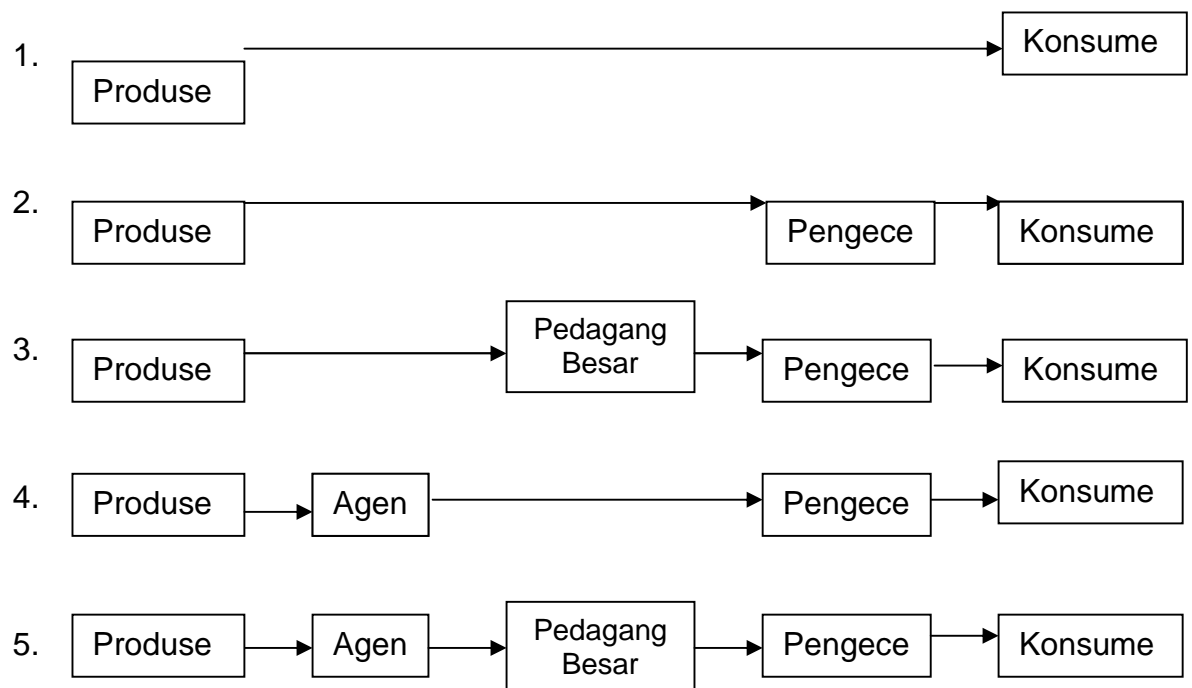 1. Produse Konsume
2. Produse Pengece Konsume
3. Produse Pedagang
Besar Pengece Konsume
4. Produse Agen Pengece Konsume
5. Produse Agen Pedagang
Besar Pengece Konsume